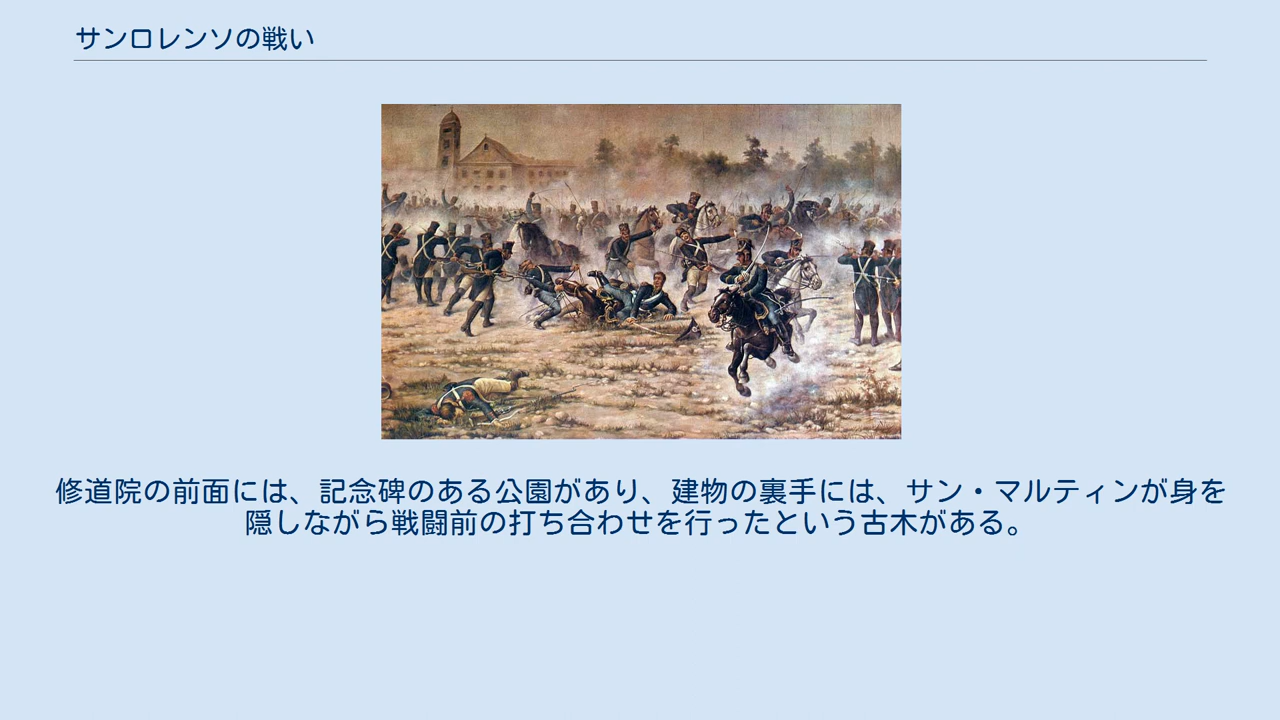 サンロレンソの戦い
修道院の前面には、記念碑のある公園があり、建物の裏手には、サン・マルティンが身を
隠しながら戦闘前の打ち合わせを行ったという古木がある。